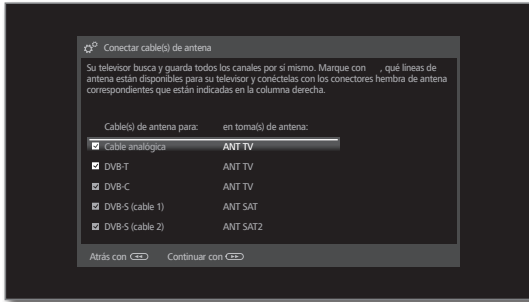 Conectar cable(s) de antena
Su televisor busca y guarda todos los canales por sí mismo. Marque con , qué líneas de
antena están disponibles para su televisor y conéctelas con los conectores hembra de antena
correspondientes que están indicadas en la columna derecha.
Cable(s) de antena para: en toma(s) de antena:
Cable analógica ANT TV
DVB-T ANT TV
DVB-C ANT TV
DVB-S (cable 1) ANT SAT
DVB-S (cable 2) ANT SAT2
Atrás con Continuar con